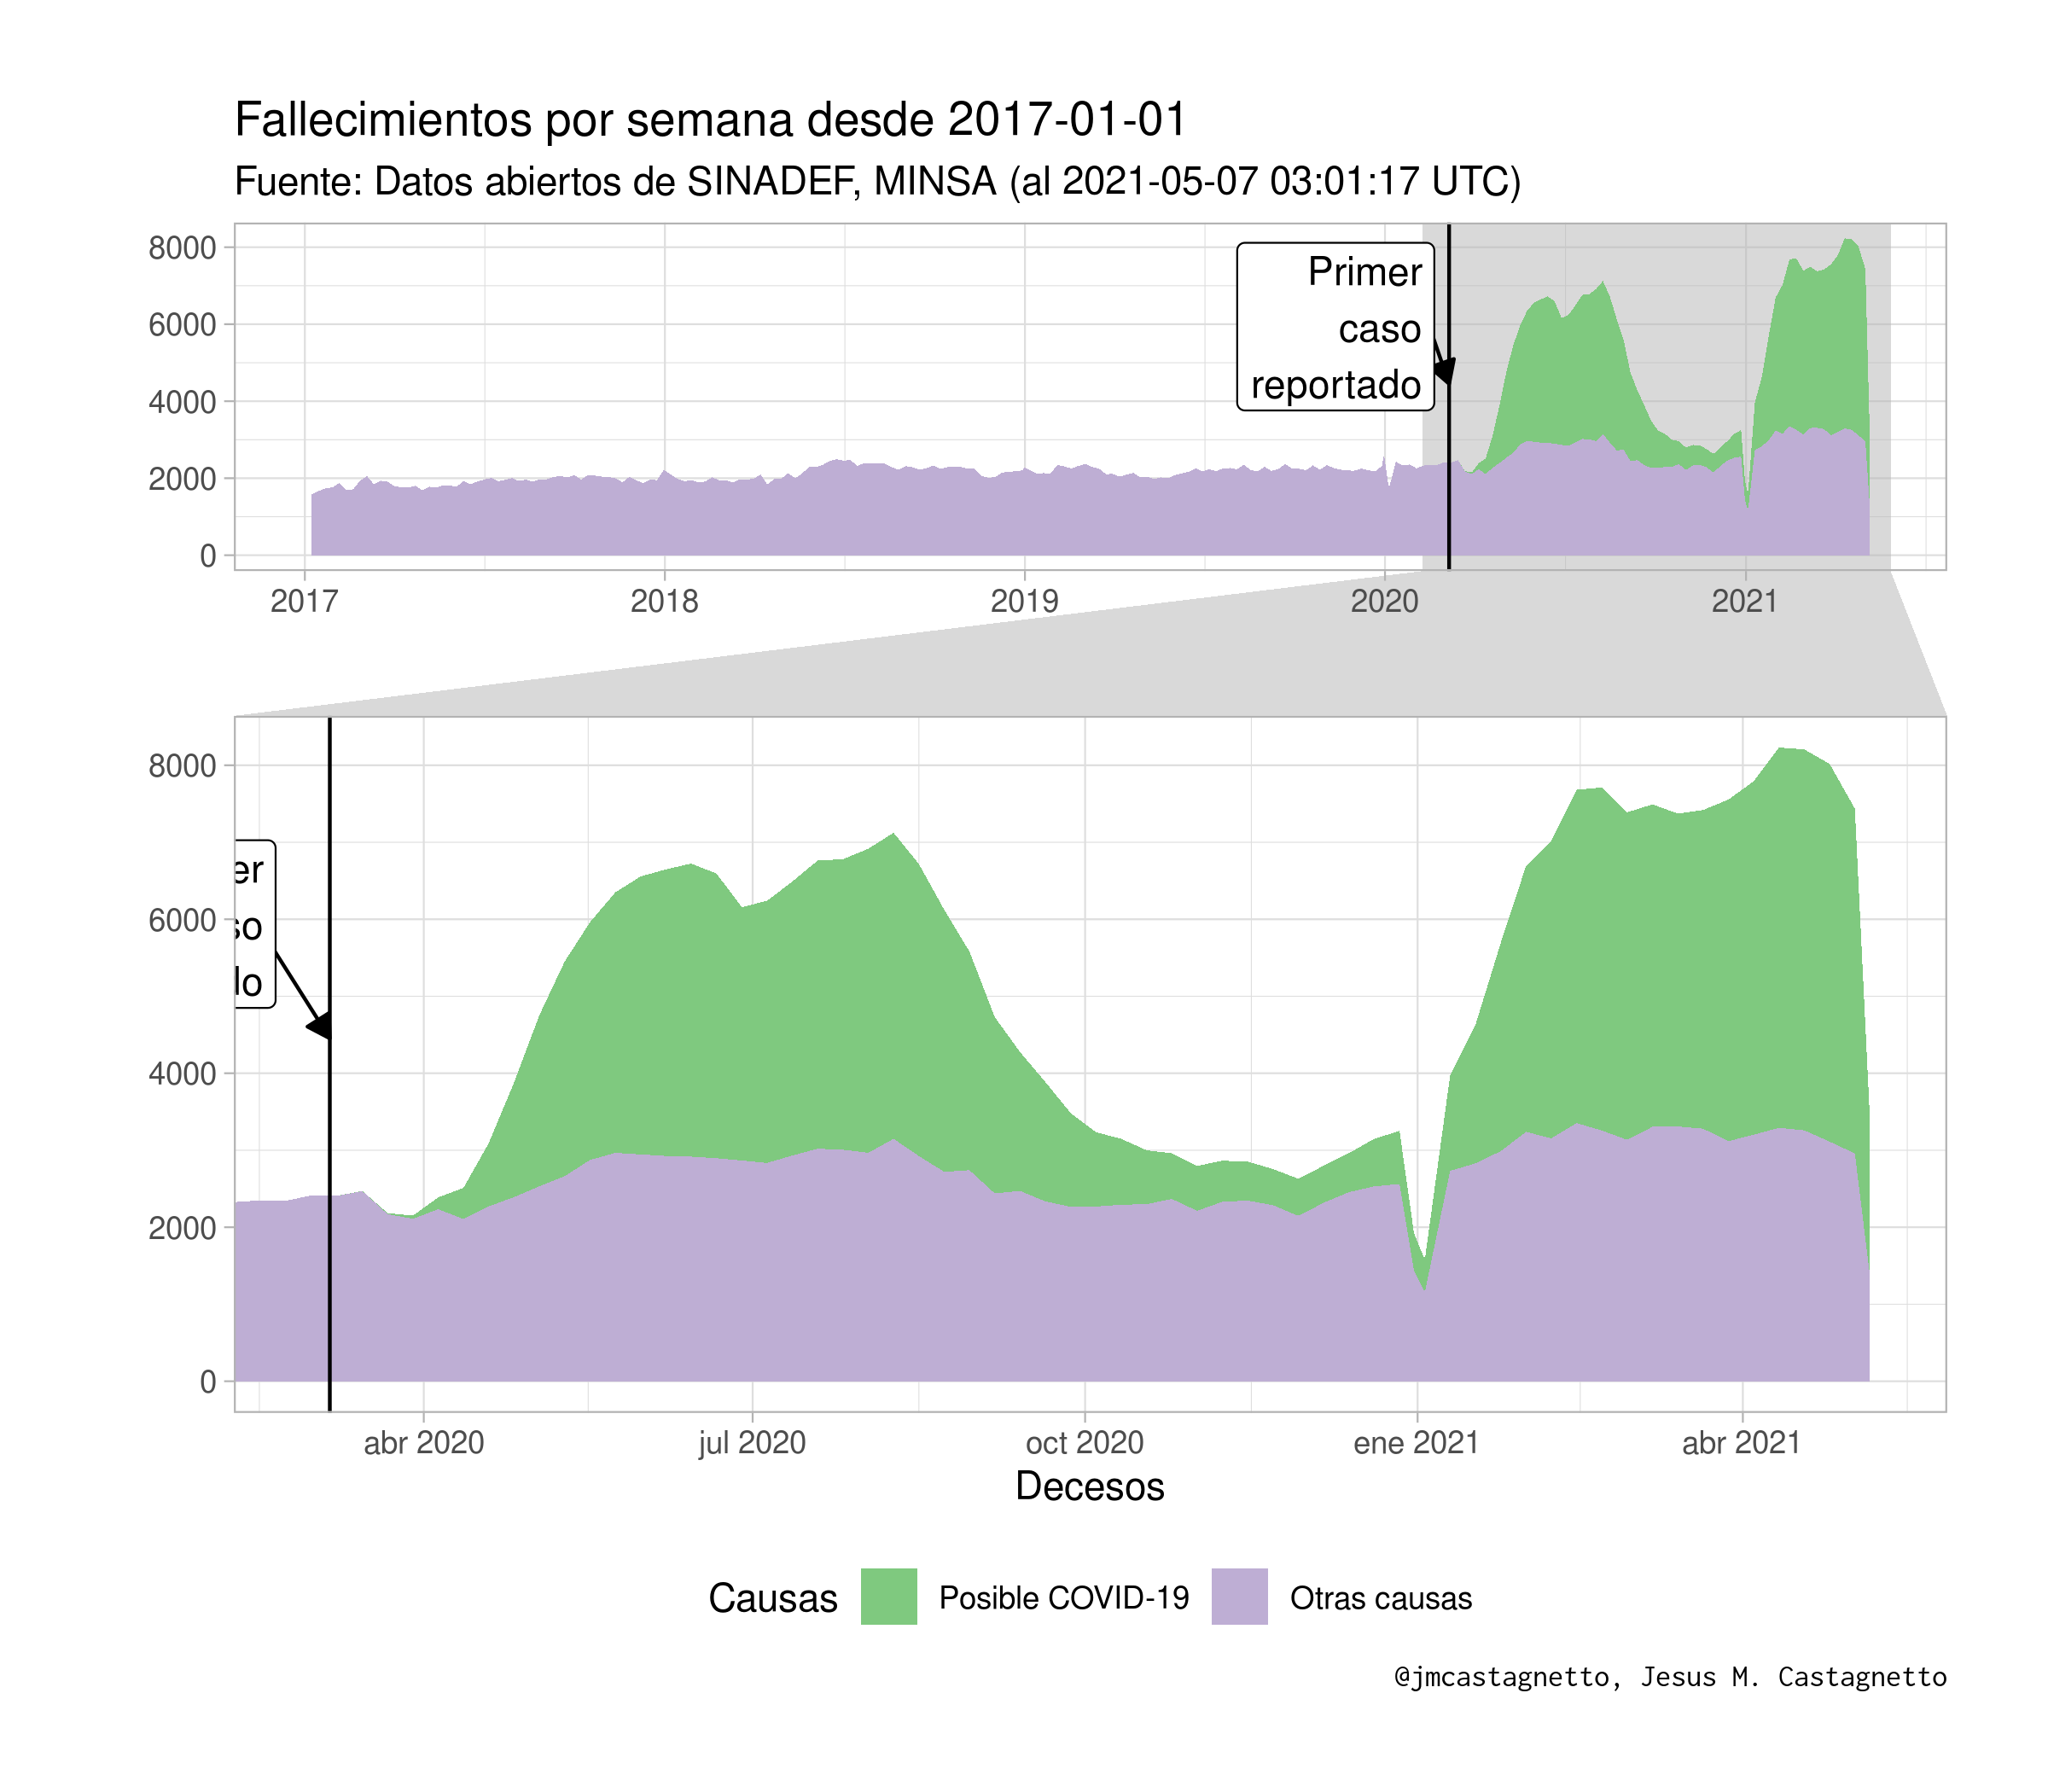 Fallecimientos por semana desde 2017-01-01
Fuente: Datos abiertos de SINADEF, MINSA (al 2021-05-07 03:01:17 UTC)
8000
6000
4000
2000
0
Primer
caso
reportado
2017 2018 2019 2020 2021
8000
6000
4000
2000
0
er
so
lo
abr 2020 jul 2020 oct 2020 ene 2021 abr 2021
Decesos
Causas Posible COVID-19 Otras causas
@jmcastagnetto, Jesus M. Castagnetto